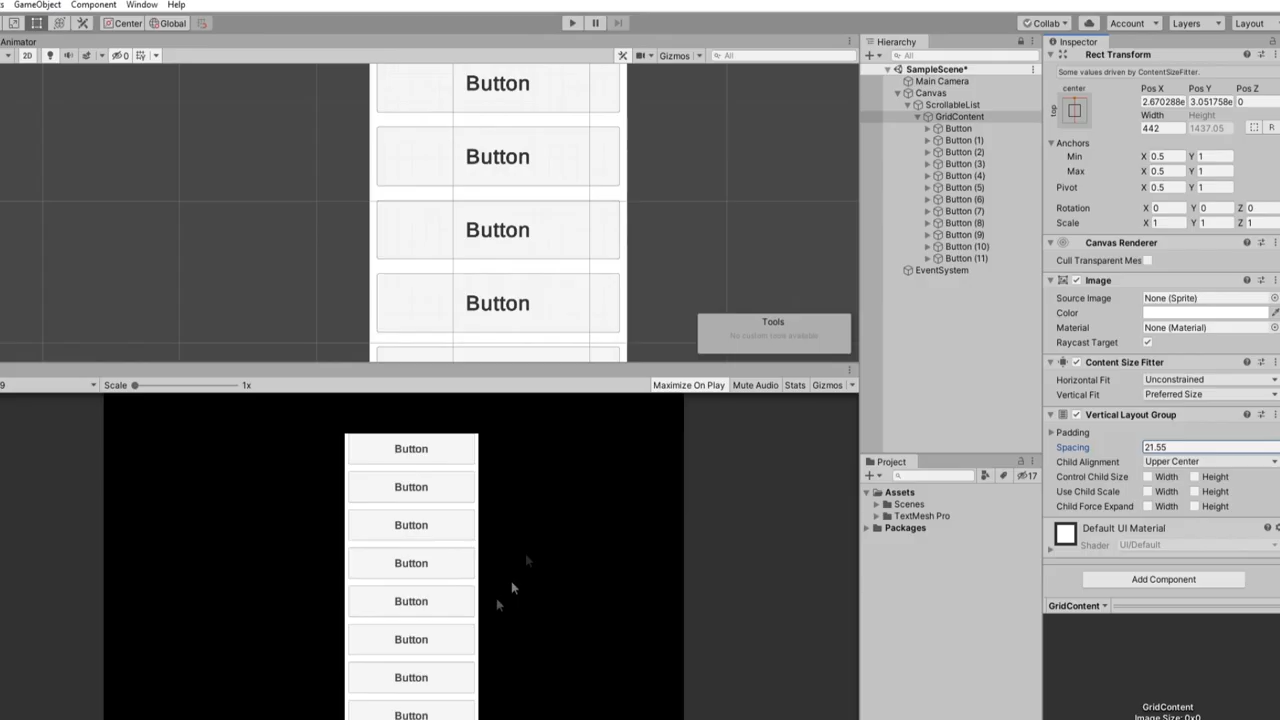 GameObject Component Window Help
Center Global Collab Account Layers Layout
Animator
2D 0 Gizmos All
Button
Button
Button
Button
Tools
No custom tools available
9 Scale 1x Maximize On Play Mute Audio Stats Gizmos
Button
Button
Button
Button
Button
Button
Button
Button
Hierarchy
All
SampleScene*
Main Camera
Canvas
ScrollableList
GridContent
Button
Button (1)
Button (2)
Button (3)
Button (4)
Button (5)
Button (6)
Button (7)
Button (8)
Button (9)
Button (10)
Button (11)
EventSystem
Project
17
Assets
Scenes
TextMesh Pro
Packages
Inspector
Rect Transform
Some values driven by ContentSizeFitter.
center Pos X Pos Y Pos Z
top 2.670288e 3.051758e 0
Width Height
442 1437.05 R
Anchors
Min X 0.5 Y 1
Max X 0.5 Y 1
Pivot X 0.5 Y 1
Rotation X 0 Y 0 Z 0
Scale X 1 Y 1 Z 1
Canvas Renderer
Cull Transparent Mes
Image
Source Image None (Sprite)
Color
Material None (Material)
Raycast Target
Content Size Fitter
Horizontal Fit Unconstrained
Vertical Fit Preferred Size
Vertical Layout Group
Padding
Spacing 21.55
Child Alignment Upper Center
Control Child Size Width Height
Use Child Scale Width Height
Child Force Expand Width Height
Default UI Material
Shader UI/Default
Add Component
GridContent
GridContent
Image Size: 0x0